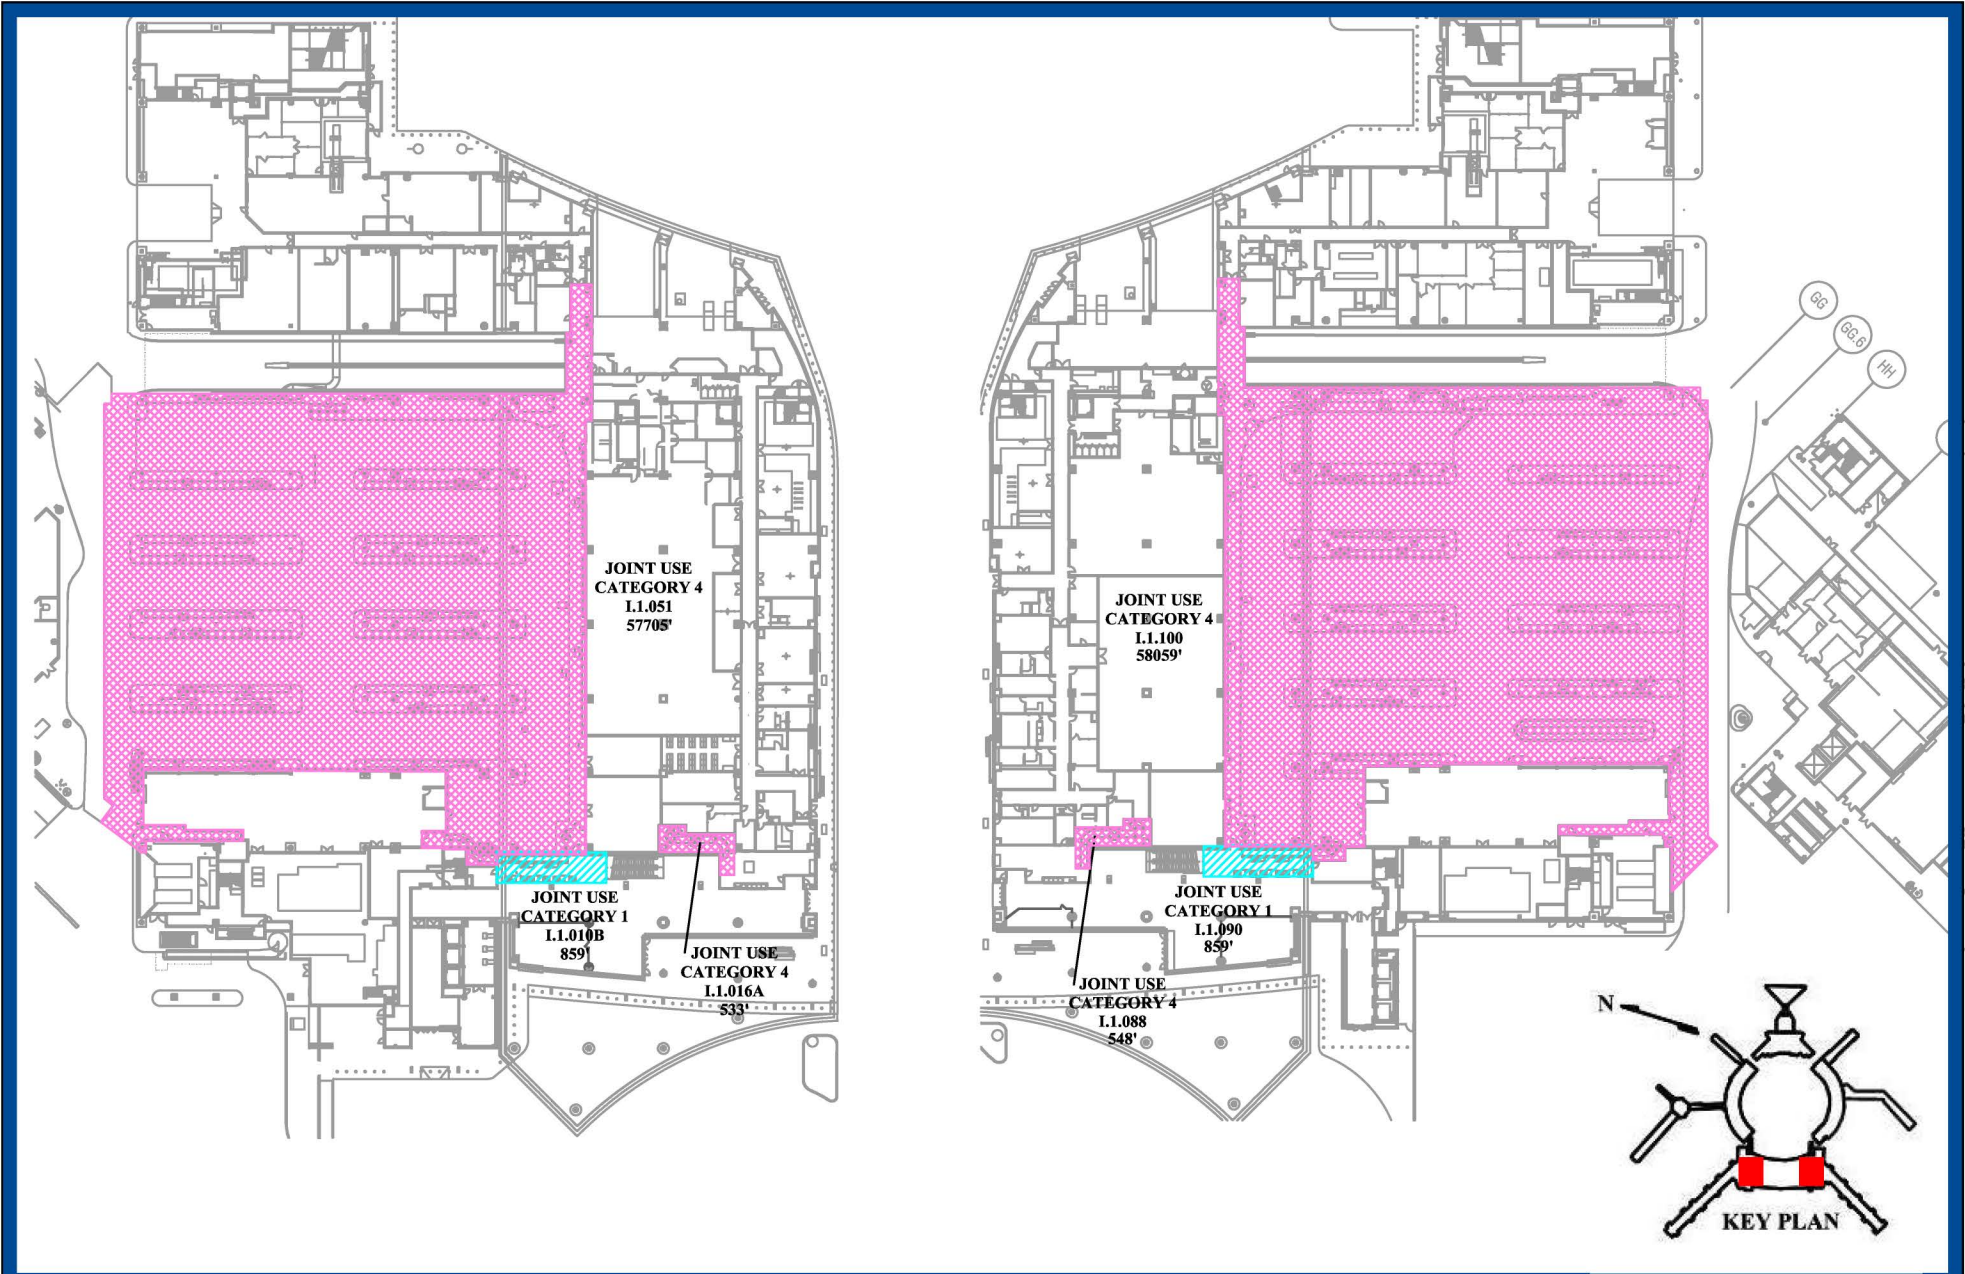 GG
GG.6
HH
JOINT USE
CATEGORY 4
I.1.051
57705'
JOINT USE
CATEGORY 4
I.1.100
58059'
JOINT USE
CATEGORY 1
I.1.010B
859'
JOINT USE
CATEGORY 4
I.1.016A
533'
JOINT USE
CATEGORY 1
I.1.090
859'
JOINT USE
CATEGORY 4
I.1.088
548'
N
KEY PLAN